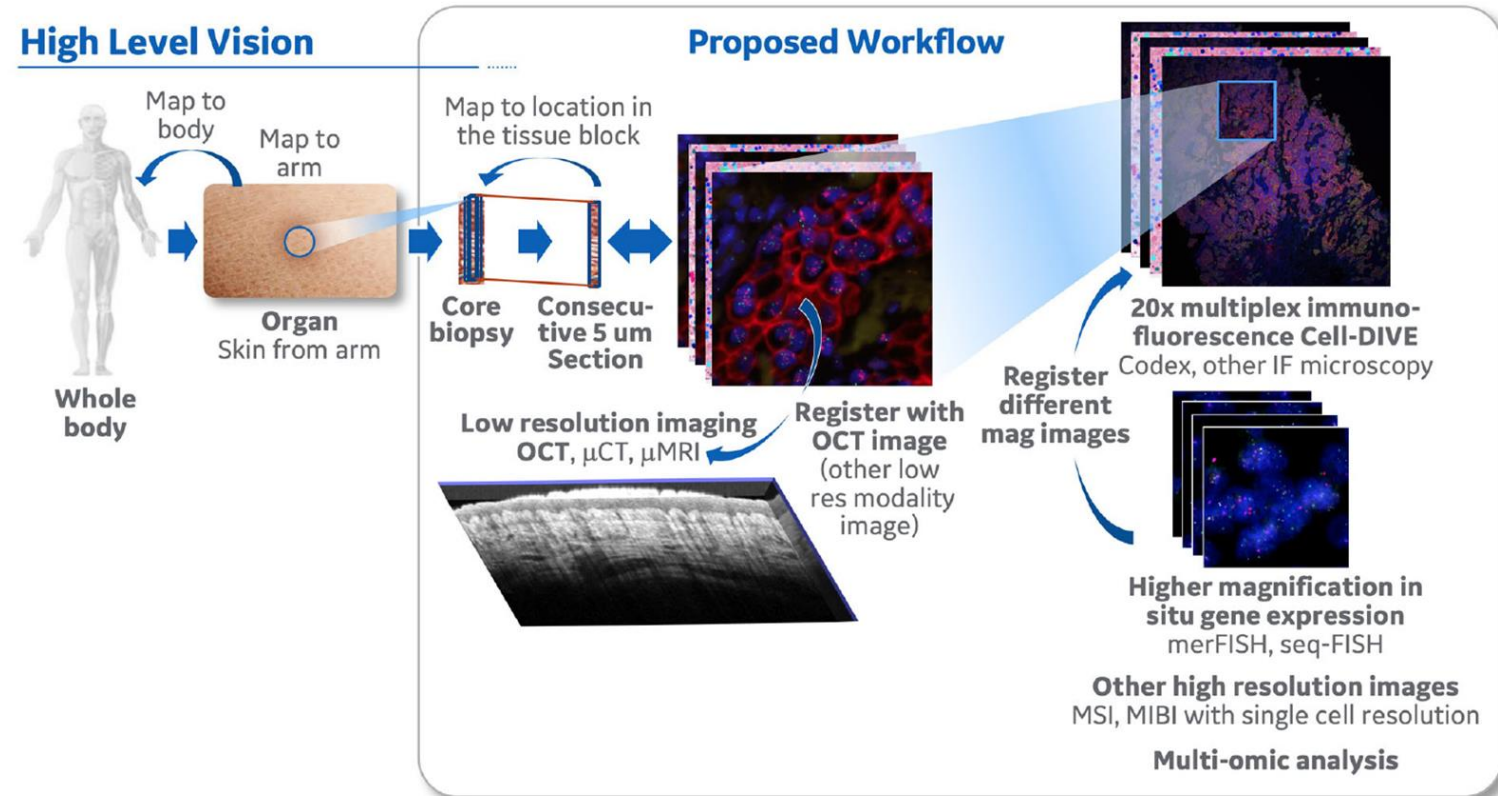 High Level Vision
Proposed Workflow
Map to
body
Map to
arm
Map to location in
the tissue block
Organ
Skin from arm
Whole
body
Core
biopsy
Consecu-
tive 5 um
Section
Low resolution imaging
OCT, μCT, μMRI
Register with
OCT image
(other low
res modality
image)
Register
different
mag images
20x multiplex immuno-
fluorescence Cell-DIVE
Codex, other IF microscopy
Higher magnification in
situ gene expression
merFISH, seq-FISH
Other high resolution images
MSI, MIBI with single cell resolution
Multi-omic analysis